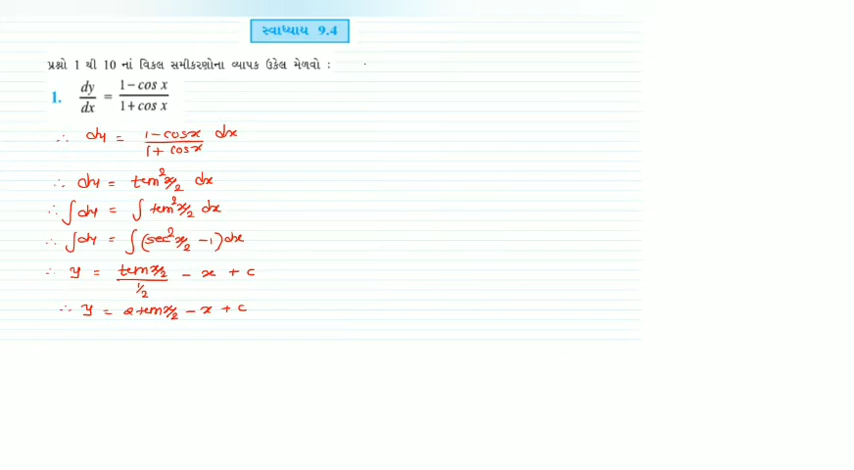 સ્વાધ્યાય 9.4
પ્રશ્નો 1 થી 10 નાં વિકલ સમીકરણોના વ્યાપક ઉકેલ મેળવો :
1. dy/dx = (1 – cos x)/(1 + cos x)
∴ dy = (1 – cosx)/(1 + cosx) dx
∴ dy = tan²x/2 dx
∴ ∫dy = ∫ tan²x/2 dx
∴ ∫dy = ∫(sec²x/2 – 1)dx
∴ y = (tan x/2)/(1/2) – x + c
∴ y = 2tan x/2 – x + c